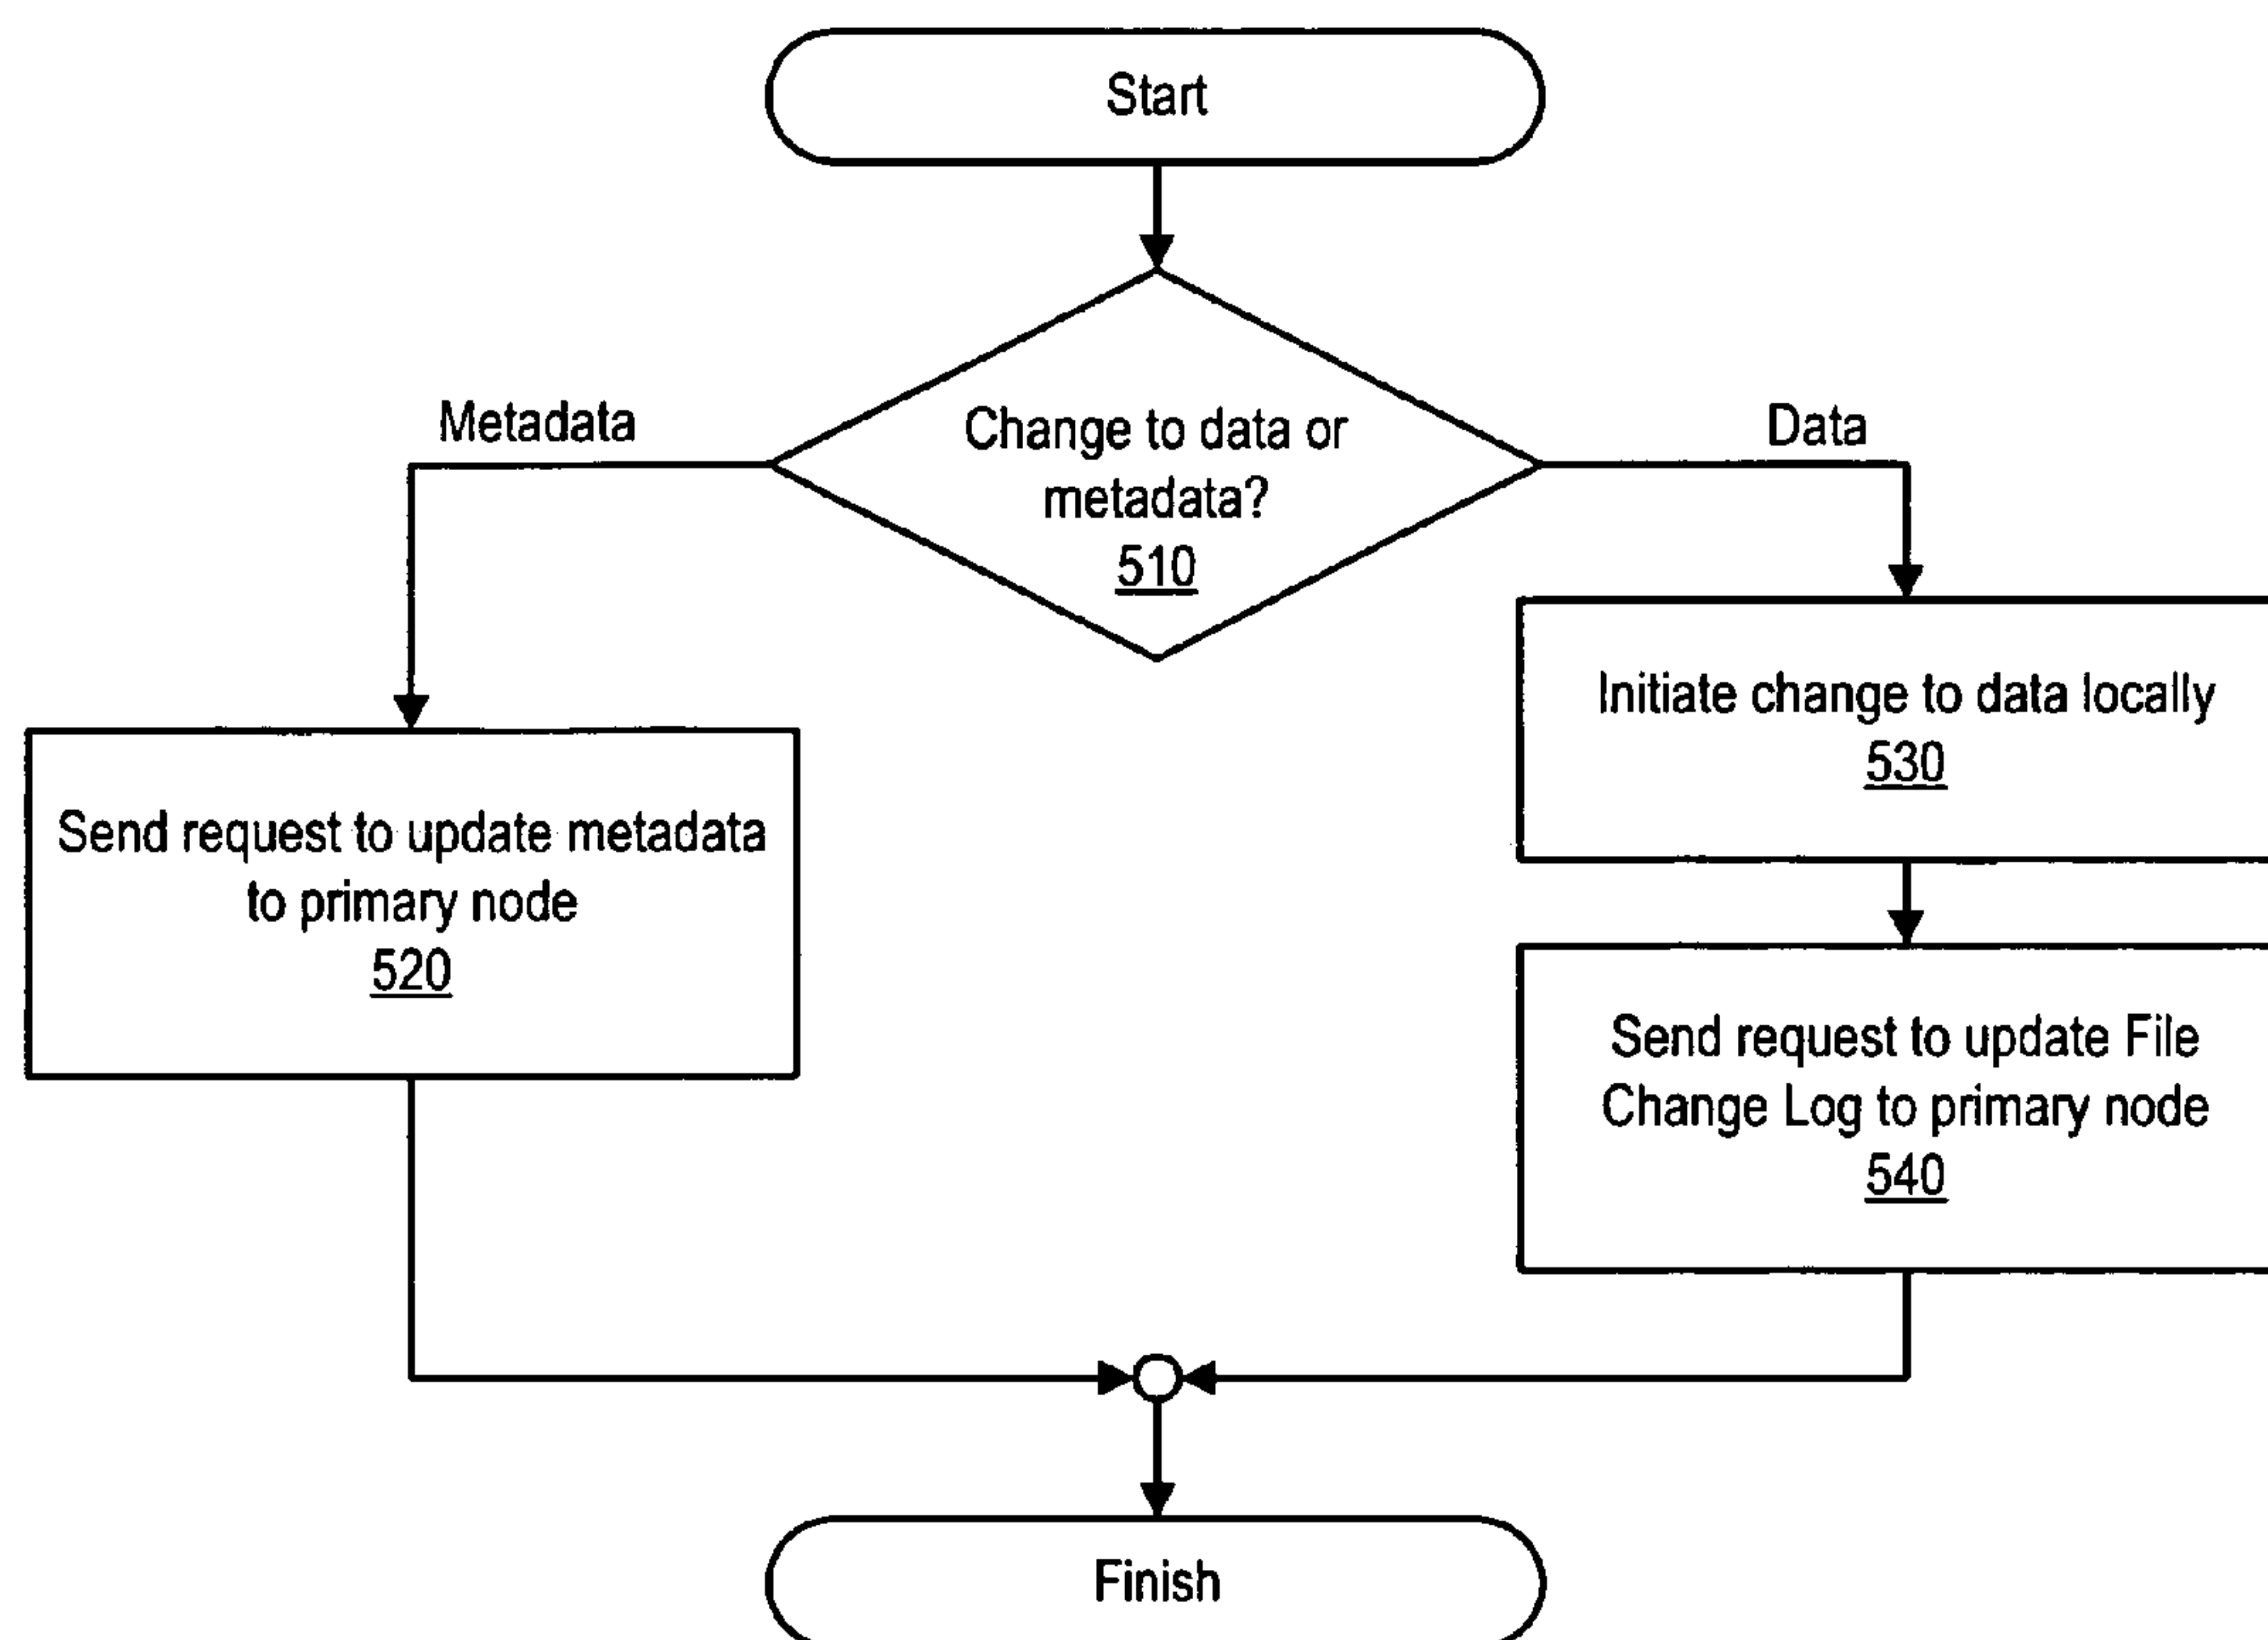 Start
Change to data or
metadata?
510
Metadata
Data
Send request to update metadata
to primary node
520
Initiate change to data locally
530
Send request to update File
Change Log to primary node
540
Finish